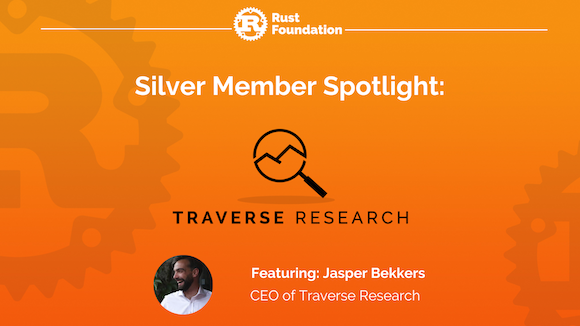 Rust
Foundation
Silver Member Spotlight:
TRAVERSE RESEARCH
Featuring: Jasper Bekkers
CEO of Traverse Research